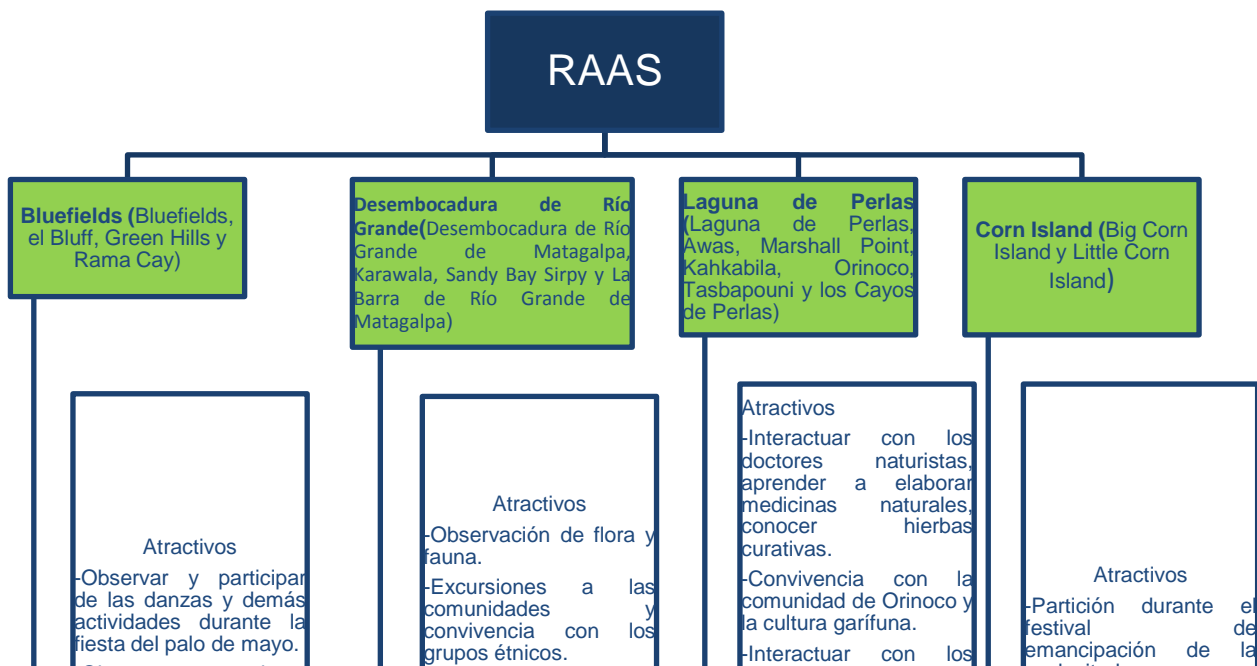 RAAS
Bluefields (Bluefields,
el Bluff, Green Hills y
Rama Cay)
Desembocadura de Río
Grande(Desembocadura de Río
Grande de Matagalpa,
Karawala, Sandy Bay Sirpy y La
Barra de Río Grande de
Matagalpa)
Laguna de Perlas
(Laguna de Perlas,
Awas, Marshall Point,
Kahkabila, Orinoco,
Tasbapouni y los Cayos
de Perlas)
Corn Island (Big Corn
Island y Little Corn
Island)
Atractivos
-Observar y participar
de las danzas y demás
actividades durante la
fiesta del palo de mayo.
Atractivos
-Observación de flora y
fauna.
-Excursiones a las
comunidades y
convivencia con los
grupos étnicos.
Atractivos
-Interactuar con los
doctores naturistas,
aprender a elaborar
medicinas naturales,
conocer hierbas
curativas.
-Convivencia con la
comunidad de Orinoco y
la cultura garífuna.
-Interactuar con los
Atractivos
-Partición durante el
festival de
emancipación de la